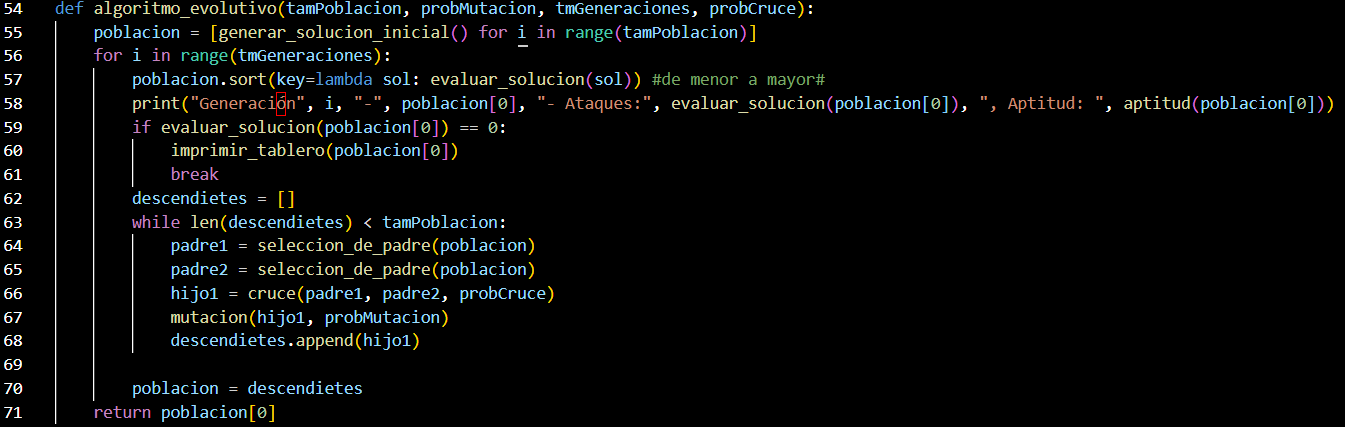 54 def algoritmo_evolutivo(tamPoblacion, probMutacion, tmGeneraciones, probCruce):
55     poblacion = [generar_solucion_inicial() for i in range(tamPoblacion)]
56     for i in range(tmGeneraciones):
57         poblacion.sort(key=lambda sol: evaluar_solucion(sol)) #de menor a mayor#
58         print("Generación", i, "-", poblacion[0], "- Ataques:", evaluar_solucion(poblacion[0]), ", Aptitud: ", aptitud(poblacion[0]))
59         if evaluar_solucion(poblacion[0]) == 0:
60             imprimir_tablero(poblacion[0])
61             break
62         descendietes = []
63         while len(descendietes) < tamPoblacion:
64             padre1 = seleccion_de_padre(poblacion)
65             padre2 = seleccion_de_padre(poblacion)
66             hijo1 = cruce(padre1, padre2, probCruce)
67             mutacion(hijo1, probMutacion)
68             descendietes.append(hijo1)
69
70         poblacion = descendietes
71     return poblacion[0]